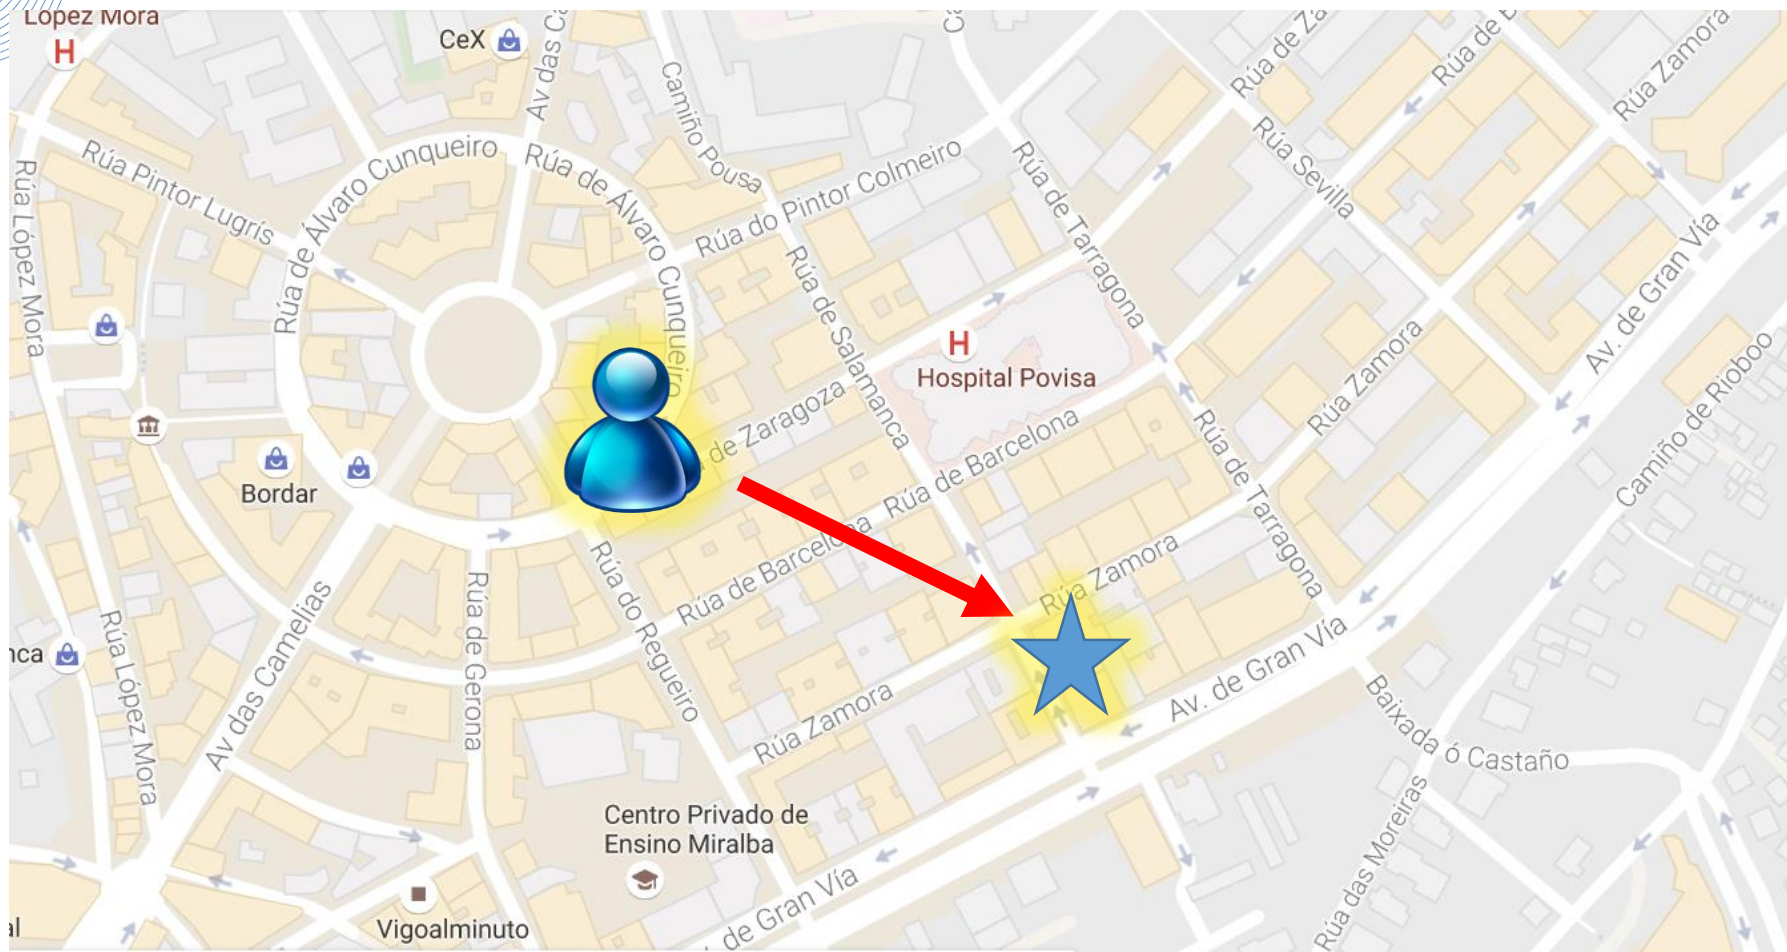 López Mora
H
CeX
Av das C
Camiño Pousa
Rúa de Za
Rúa de B
Rúa Zamora
Rúa Pintor Lugrís
Rúa de Álvaro Cunqueiro
Rúa de Álvaro Cunqueiro
Rúa do Pintor Colmeiro
Rúa de Tarragona
Rúa Sevilla
Rúa López Mora
Rúa de Salamanca
Av. de Gran Vía
H
Hospital Povisa
Rúa Zamora
Camiño de Rioboo
de Zaragoza
Bordar
Rúa de Barcelona
Rúa de Tarragona
Rúa de Barcelona
Rúa Zamora
Rúa do Regueiro
Rúa de Gerona
Av das Camelias
Rúa López Mora
nca
Av. de Gran Vía
Rúa Zamora
Baixada ó Castaño
Centro Privado de
Ensino Miralba
Rúa das Moreiras
Vigoalminuto
. de Gran Vía
al